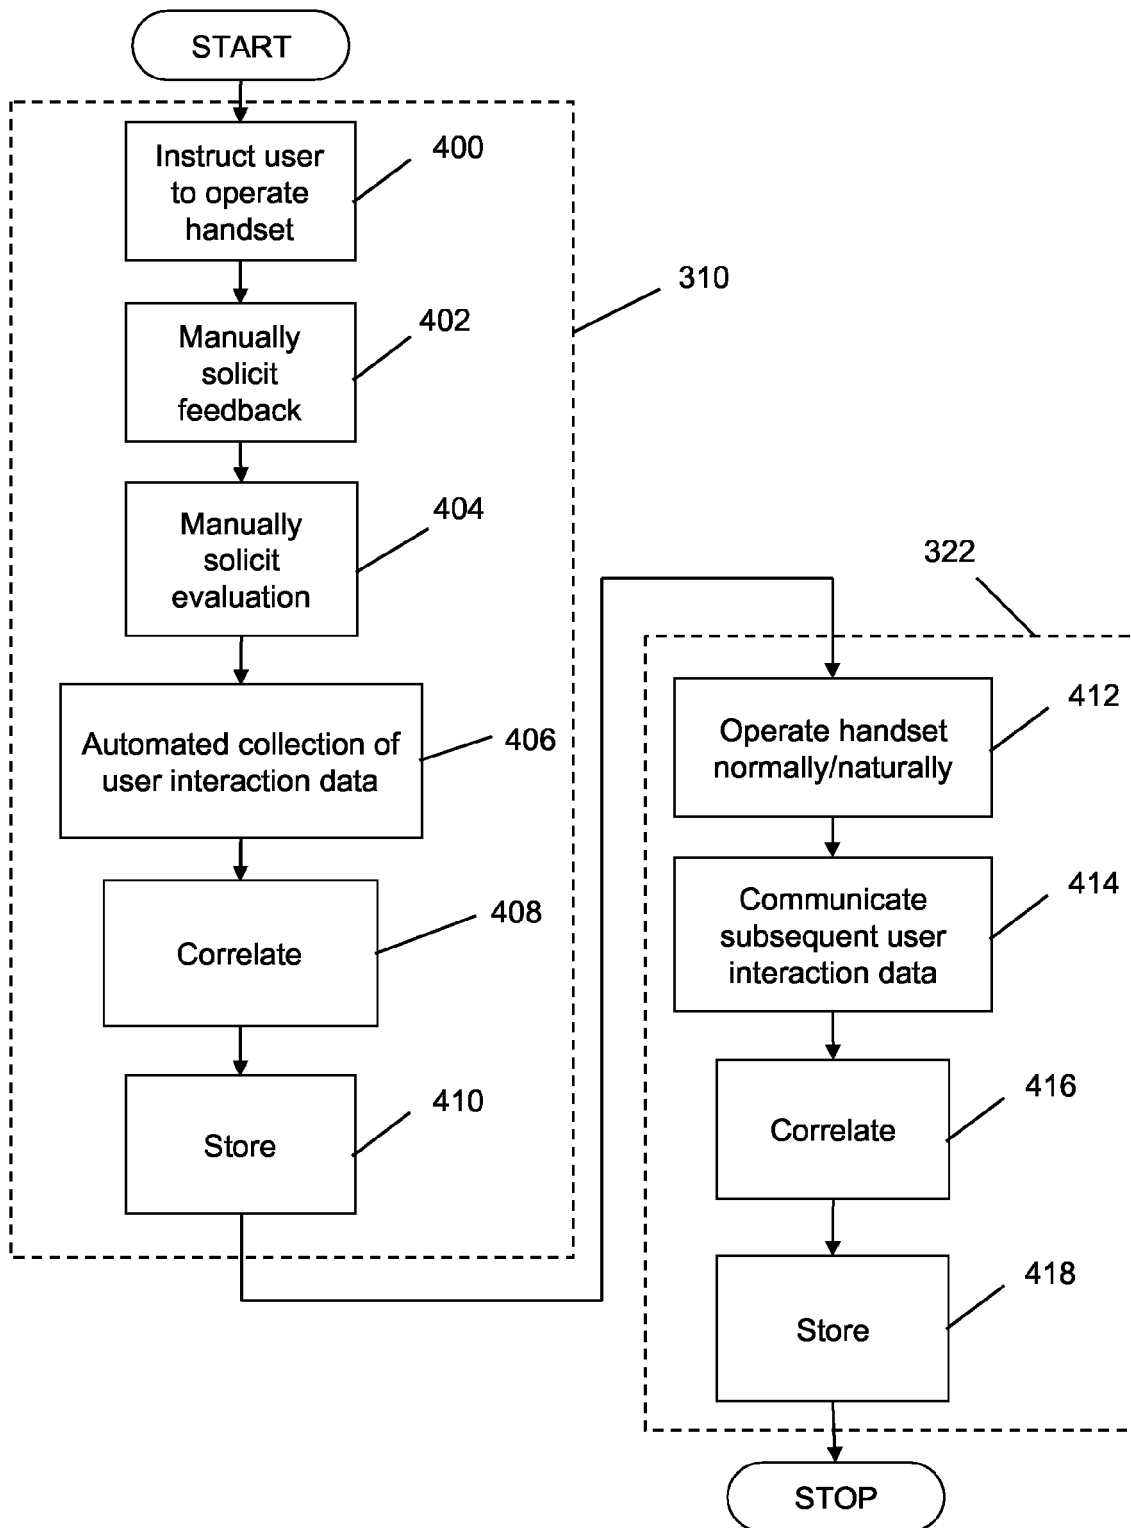 START
Instruct user
to operate
handset
400
310
Manually
solicit
feedback
402
Manually
solicit
evaluation
404
Automated collection of
user interaction data
406
Correlate
408
Store
410
322
Operate handset
normally/naturally
412
Communicate
subsequent user
interaction data
414
Correlate
416
Store
418
STOP